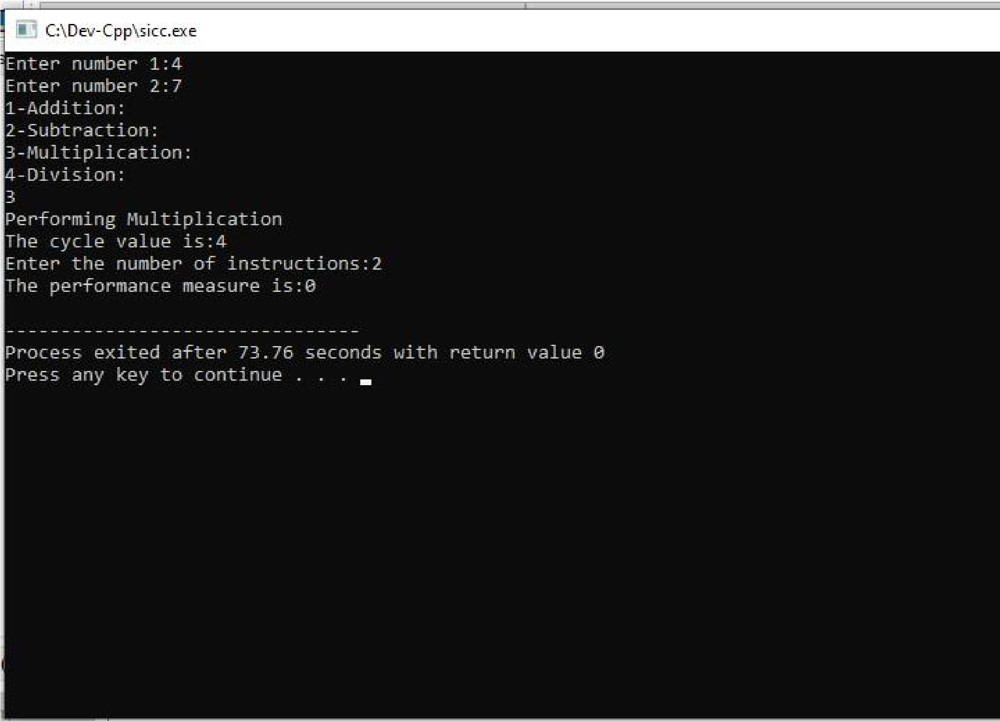 C:\Dev-Cpp\sicc.exe
Enter number 1:4
Enter number 2:7
1-Addition:
2-Subtraction:
3-Multiplication:
4-Division:
3
Performing Multiplication
The cycle value is:4
Enter the number of instructions:2
The performance measure is:0
--------------------------------
Process exited after 73.76 seconds with return value 0
Press any key to continue . . .